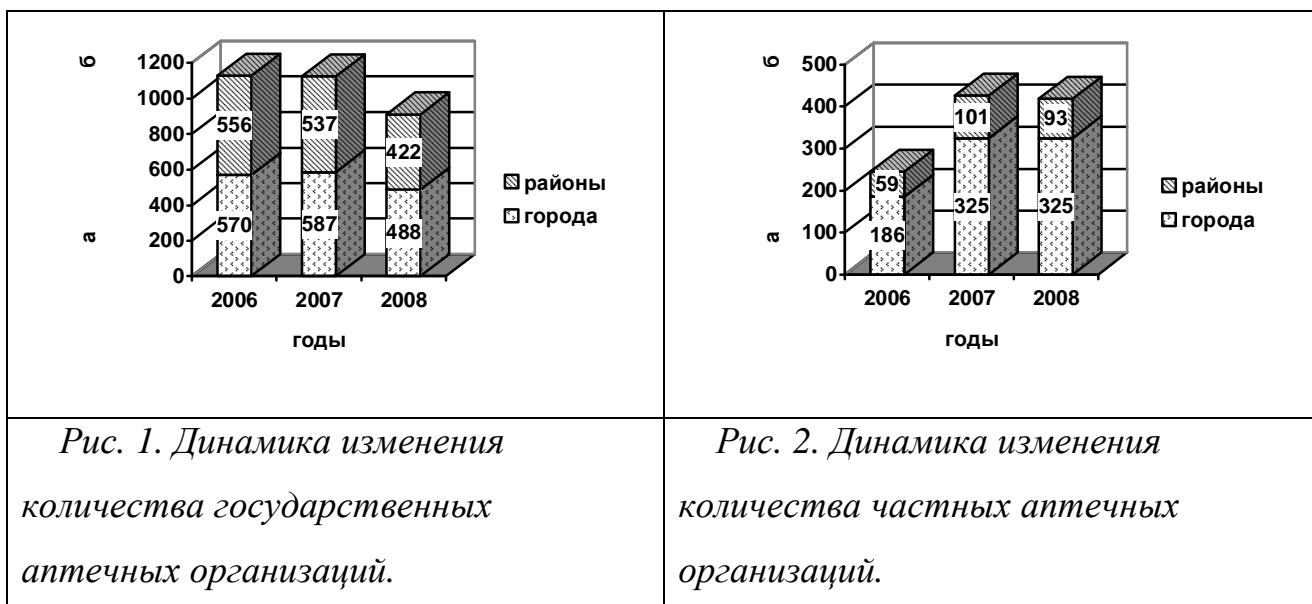 б
а
1200
1000
800
600
400
200
0
556
537
422
570
587
488
2006
2007
2008
годы
районы
города
б
а
500
400
300
200
100
0
59
101
93
186
325
325
2006
2007
2008
годы
районы
города
Рис. 1. Динамика изменения
количества государственных
аптечных организаций.
Рис. 2. Динамика изменения
количества частных аптечных
организаций.